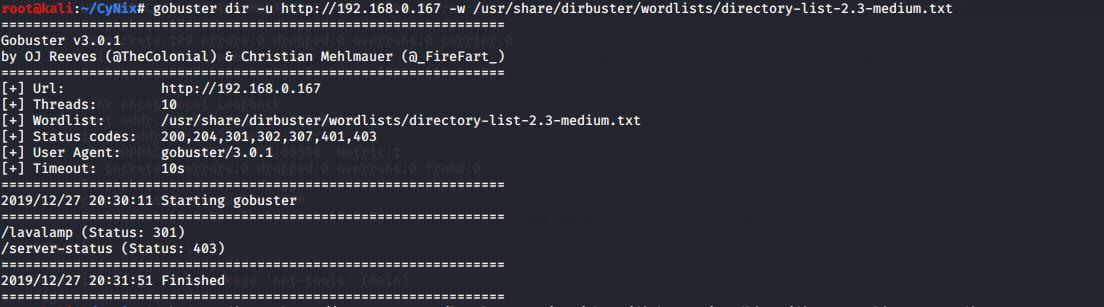 root@kali:~/CyNix# gobuster dir -u http://192.168.0.167 -w /usr/share/dirbuster/wordlists/directory-list-2.3-medium.txt
===============================================================
Gobuster v3.0.1
by OJ Reeves (@TheColonial) & Christian Mehlmauer (@_FireFart_)
===============================================================
[+] Url:            http://192.168.0.167
[+] Threads:        10
[+] Wordlist:       /usr/share/dirbuster/wordlists/directory-list-2.3-medium.txt
[+] Status codes:   200,204,301,302,307,401,403
[+] User Agent:     gobuster/3.0.1
[+] Timeout:        10s
===============================================================
2019/12/27 20:30:11 Starting gobuster
===============================================================
/lavalamp (Status: 301)
/server-status (Status: 403)
===============================================================
2019/12/27 20:31:51 Finished
===============================================================